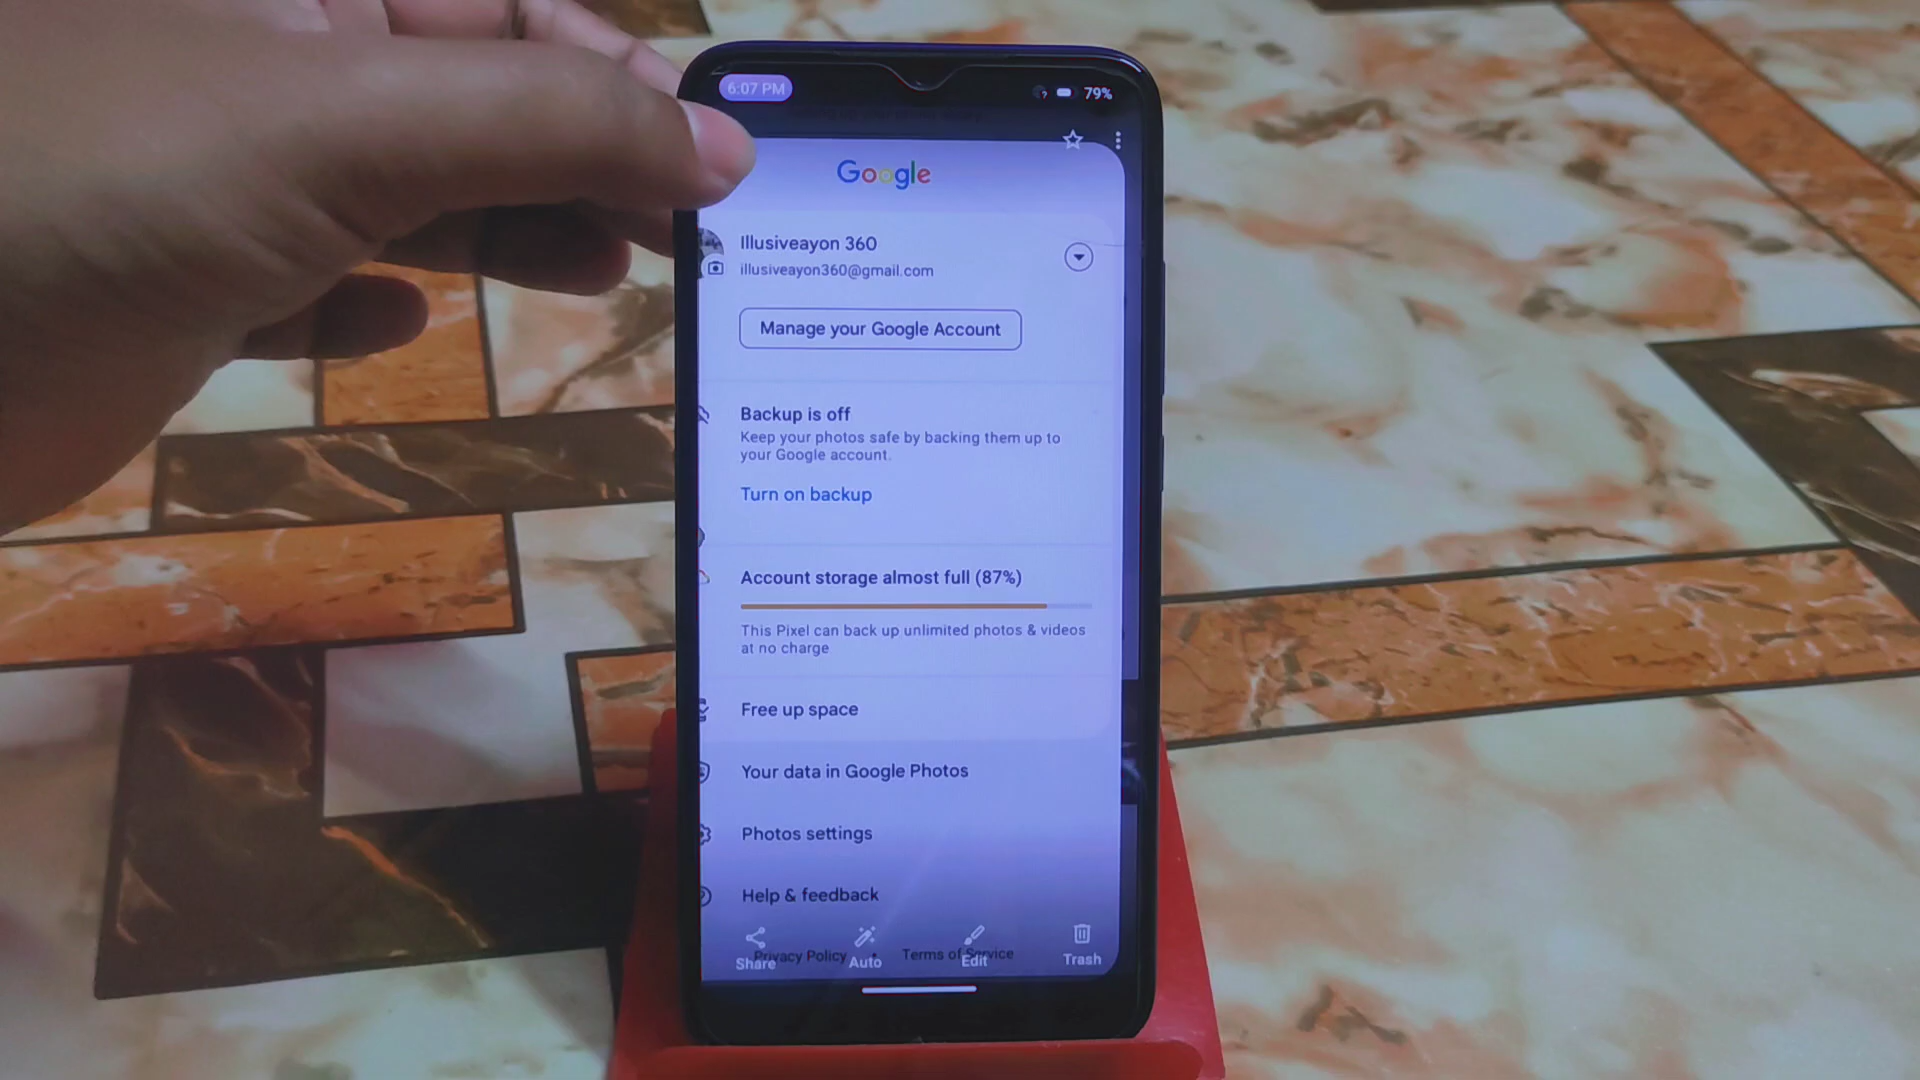 6:07 PM
79%
Google
Illusiveayon 360
illusiveayon360@gmail.com
Manage your Google Account
Backup is off
Keep your photos safe by backing them up to
your Google account.
Turn on backup
Account storage almost full (87%)
This Pixel can back up unlimited photos & videos
at no charge
Free up space
Your data in Google Photos
Photos settings
Help & feedback
Privacy Policy
Terms of Service
Share
Auto
Edit
Trash